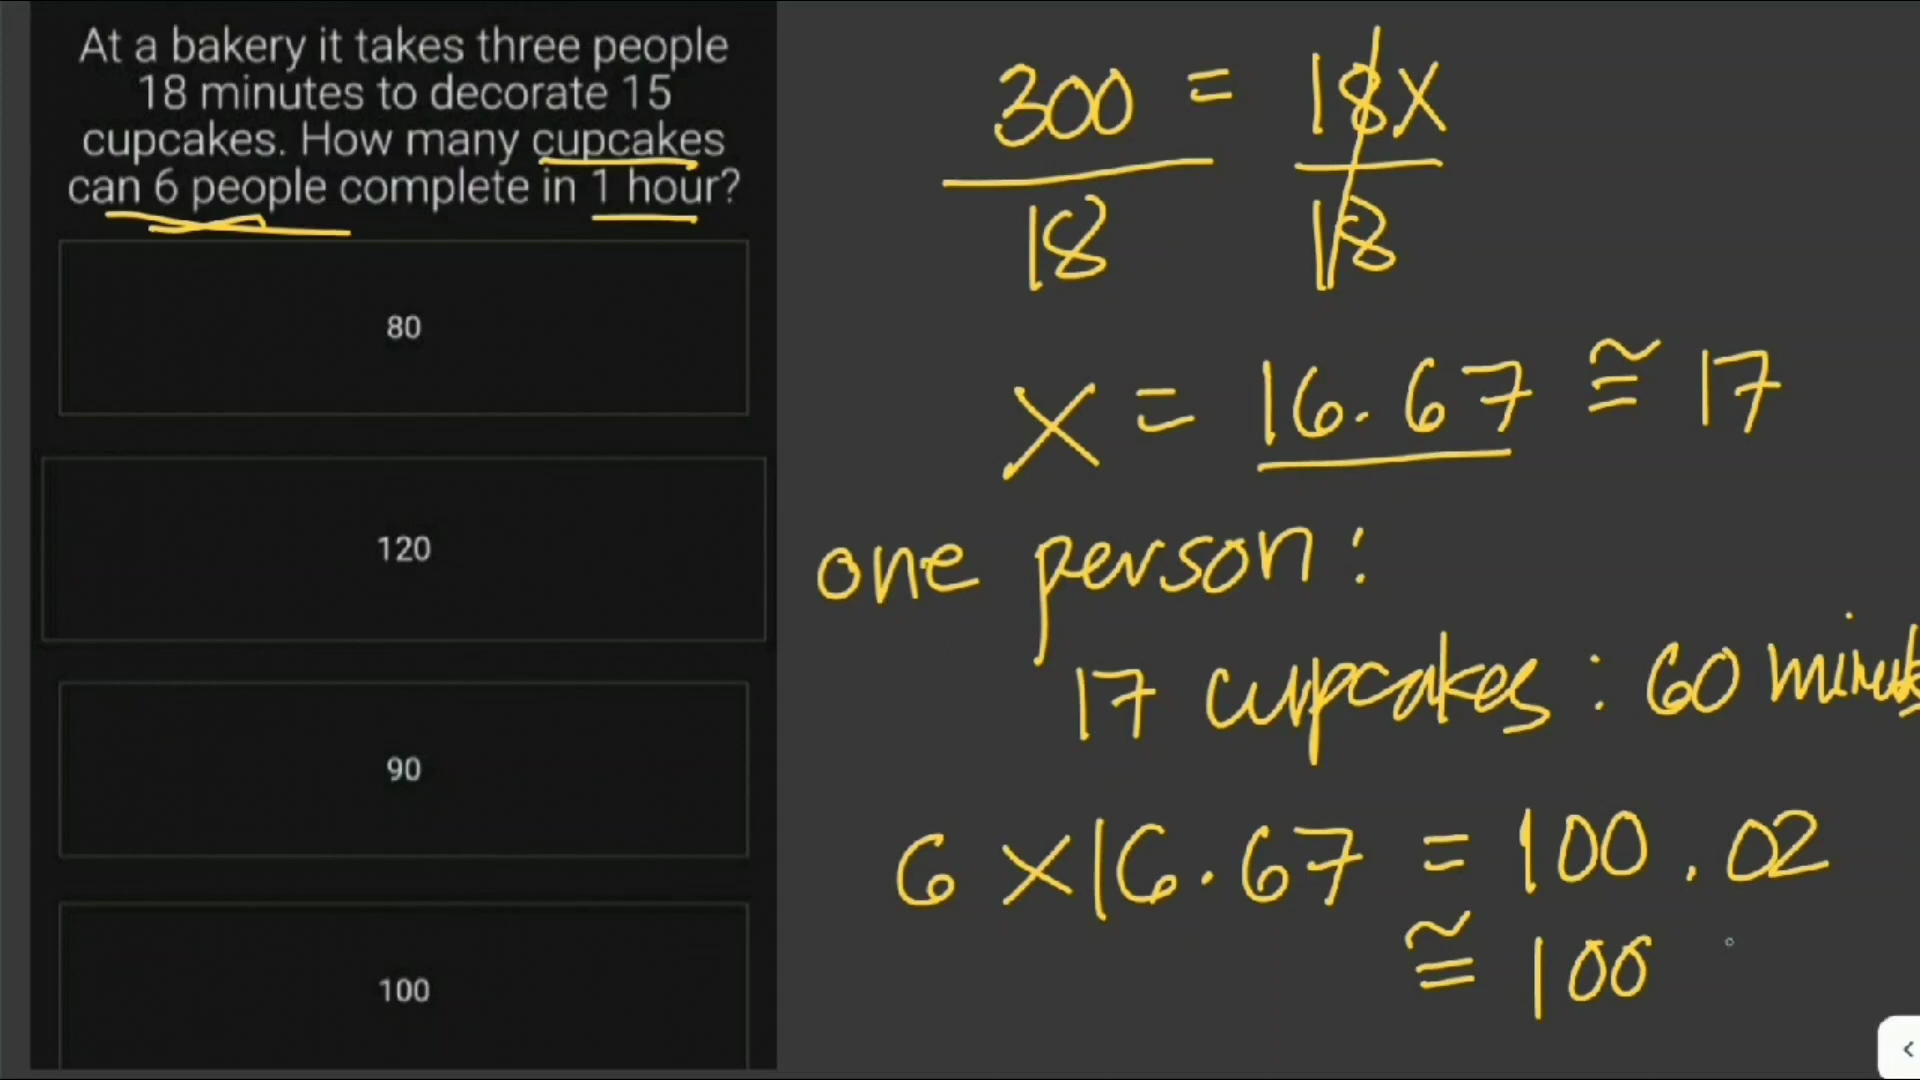 At a bakery it takes three people
18 minutes to decorate 15
cupcakes. How many cupcakes
can 6 people complete in 1 hour?
80
120
90
100
300 = 18x
18 18
x = 16.67 ≅ 17
one person:
17 cupcakes : 60 minutes
6 × 16.67 = 100.02
≅ 100
<